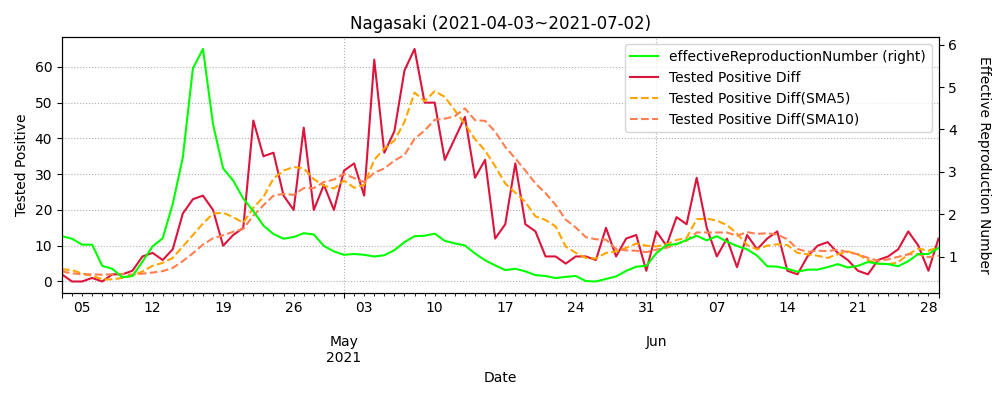 Nagasaki (2021-04-03~2021-07-02)
effectiveReproductionNumber (right)
Tested Positive Diff
Tested Positive Diff(SMA5)
Tested Positive Diff(SMA10)
Tested Positive
0
10
20
30
40
50
60
Effective Reproduction Number
1
2
3
4
5
6
05 12 19 26 03 10 17 24 31 07 14 21 28
May Jun
2021
Date